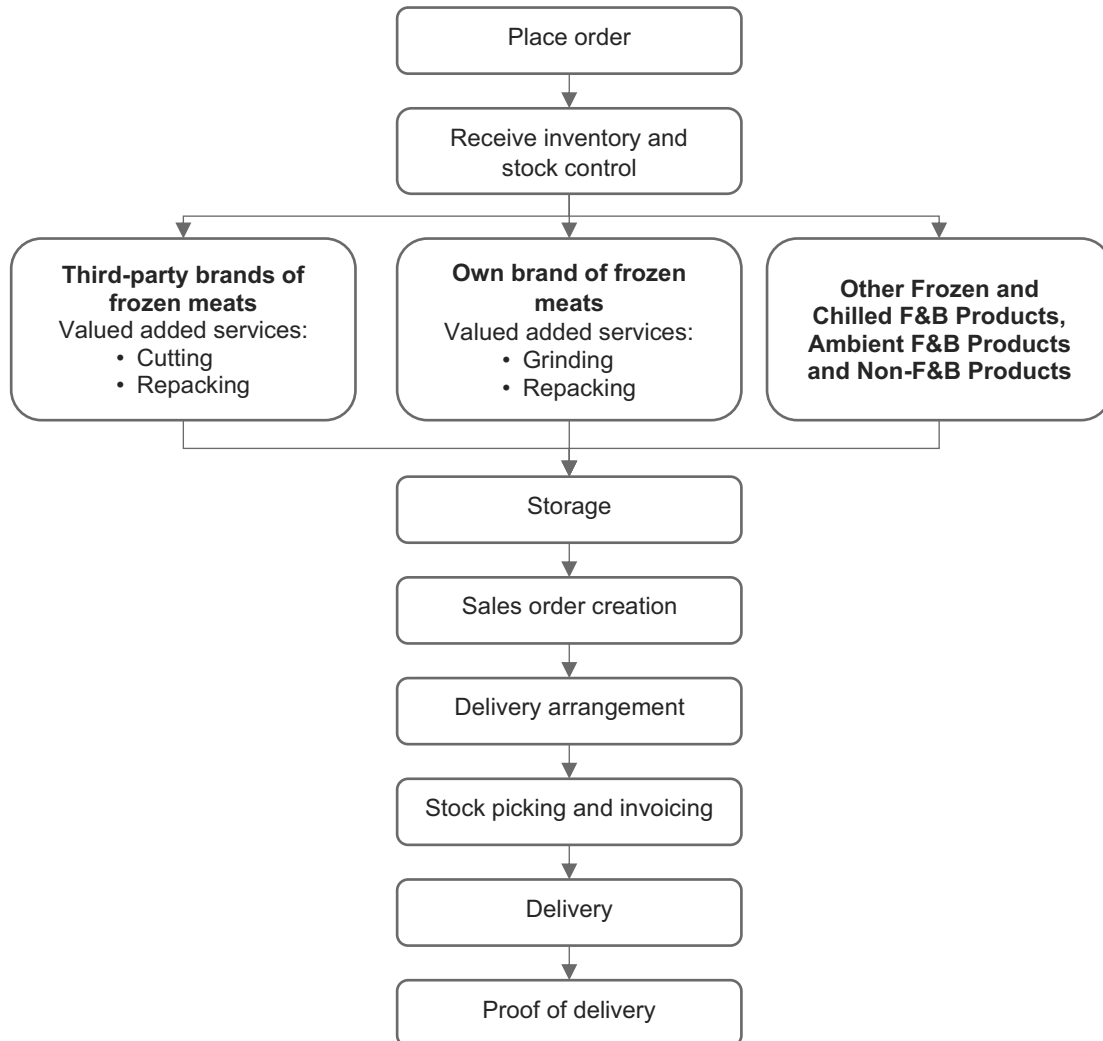 Place order
Receive inventory and
stock control
Third-party brands of
frozen meats
Valued added services:
• Cutting
• Repacking
Own brand of frozen
meats
Valued added services:
• Grinding
• Repacking
Other Frozen and
Chilled F&B Products,
Ambient F&B Products
and Non-F&B Products
Storage
Sales order creation
Delivery arrangement
Stock picking and invoicing
Delivery
Proof of delivery